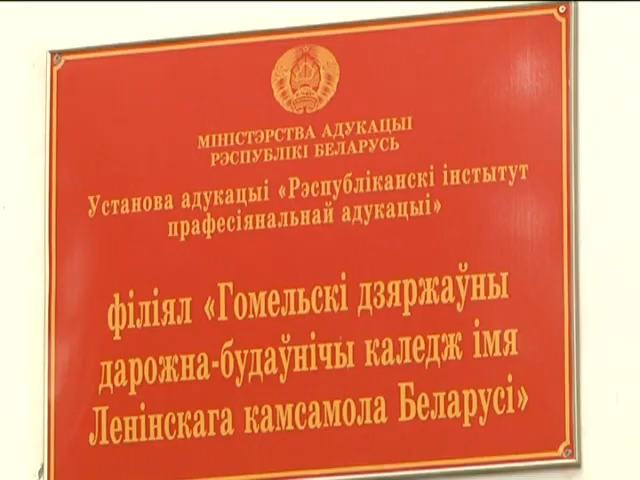 МІНІСТЭРСТВА АДУКАЦЫІ
РЭСПУБЛІКІ БЕЛАРУСЬ
Установа адукацыі «Рэспубліканскі інстытут
прафесіянальнай адукацыі»
філіял «Гомельскі дзяржаўны
дарожна-будаўнічы каледж імя
Ленінскага камсамола Беларусі»